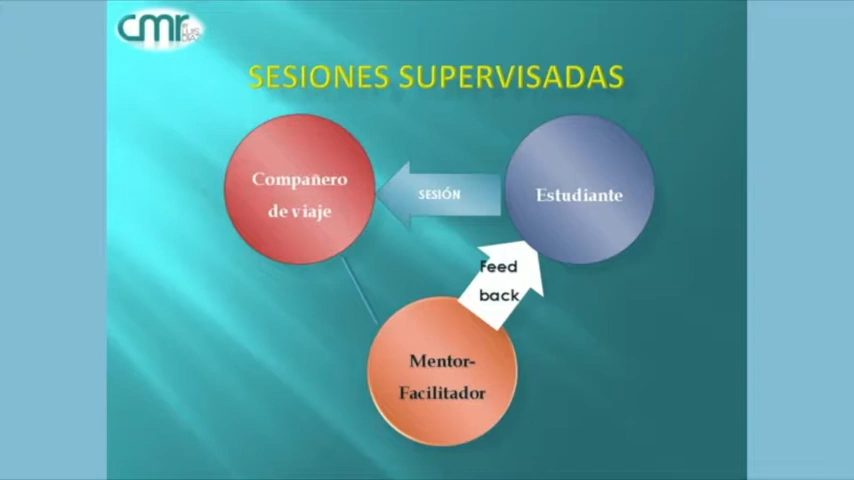 cmr
SESIONES SUPERVISADAS
Compañero
de viaje
SESIÓN
Estudiante
Feed
back
Mentor-
Facilitador